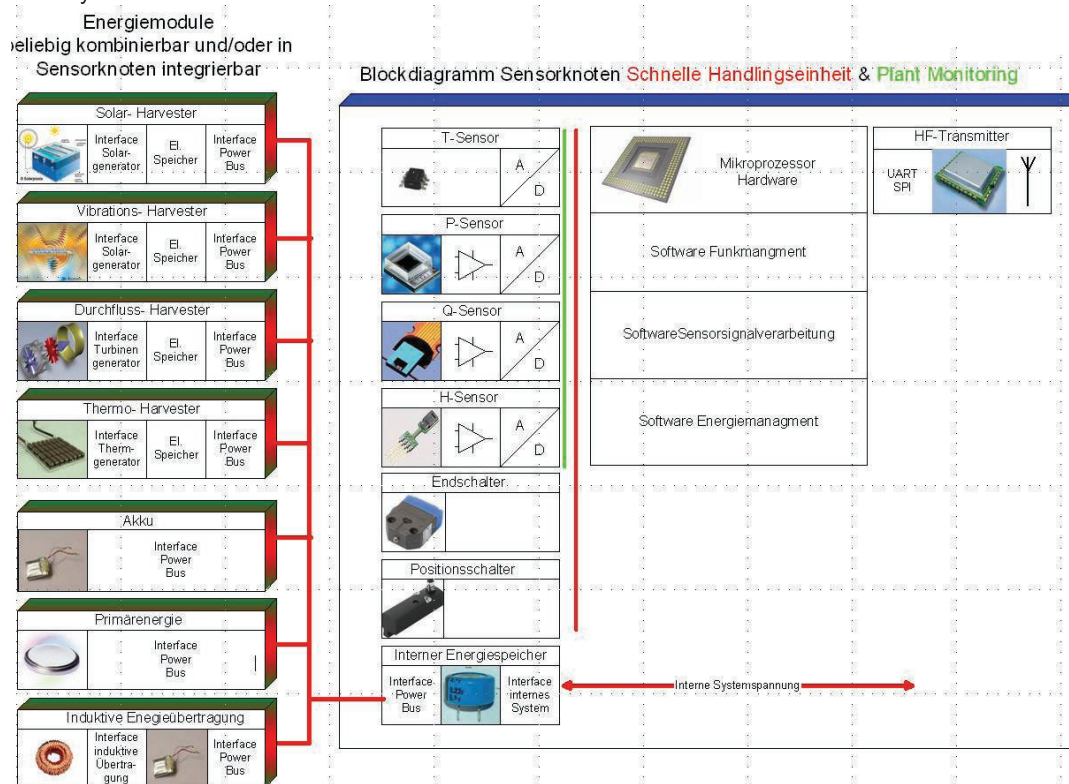 Energiemodule
beliebig kombinierbar und/oder in
Sensorknoten integrierbar
Blockdiagramm Sensorknoten Schnelle Handlingseinheit & Plant Monitoring
Solar- Harvester
Interface
Solar-
generator
El.
Speicher
Interface
Power
Bus
Vibrations- Harvester
Interface
Solar-
generator
El.
Speicher
Interface
Power
Bus
Durchfluss- Harvester
Interface
Turbinen
generator
El.
Speicher
Interface
Power
Bus
Thermo- Harvester
Interface
Therm-
generator
El.
Speicher
Interface
Power
Bus
Akku
Interface
Power
Bus
Primärenergie
Interface
Power
Bus
Induktive Enegieübertragung
Interface
induktive
Übertra-
gung
Interface
Power
Bus
T-Sensor
A
D
P-Sensor
A
D
Q-Sensor
A
D
H-Sensor
A
D
Endschalter
Positionsschalter
Interner Energiespeicher
Interface
Power
Bus
Interface
internes
System
Interne Systemspannung
Mikroprozessor
Hardware
Software Funkmangment
SoftwareSensorsignalverarbeitung
Software Energiemanagment
HF-Transmitter
UART
SPI